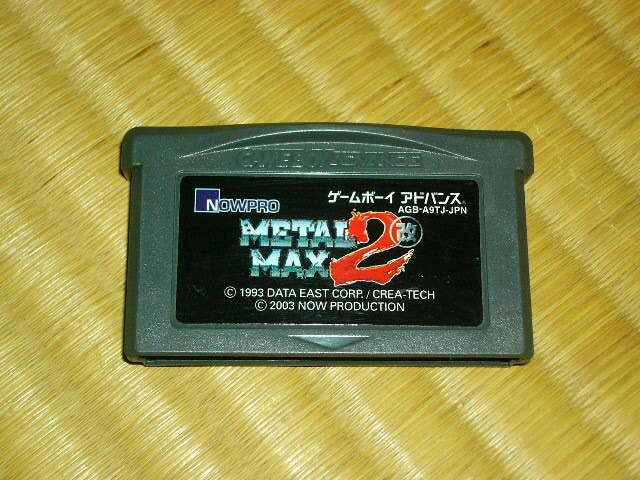 GAME BOY ADVANCE
NOWPRO
ゲームボーイ アドバンス
AGB-A9TJ-JPN
METAL
MAX 2 改
© 1993 DATA EAST CORP. / CREA-TECH
© 2003 NOW PRODUCTION